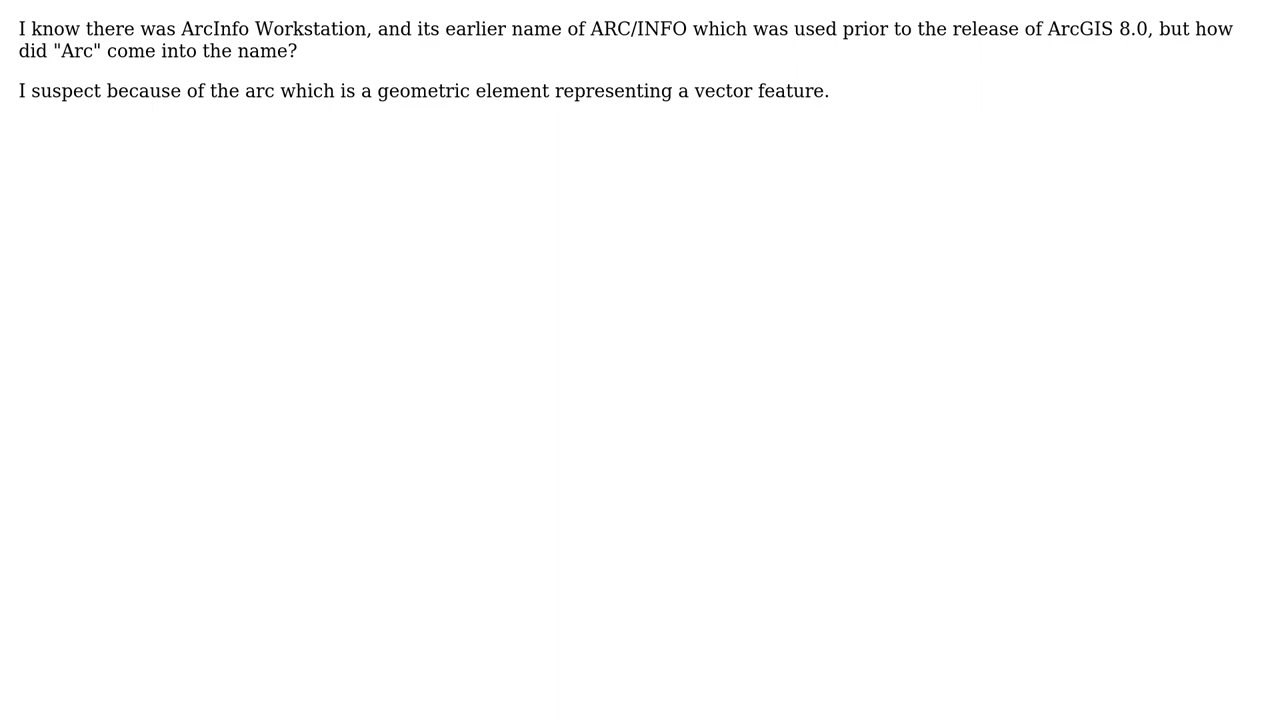 I know there was ArcInfo Workstation, and its earlier name of ARC/INFO which was used prior to the release of ArcGIS 8.0, but how
did "Arc" come into the name?
I suspect because of the arc which is a geometric element representing a vector feature.